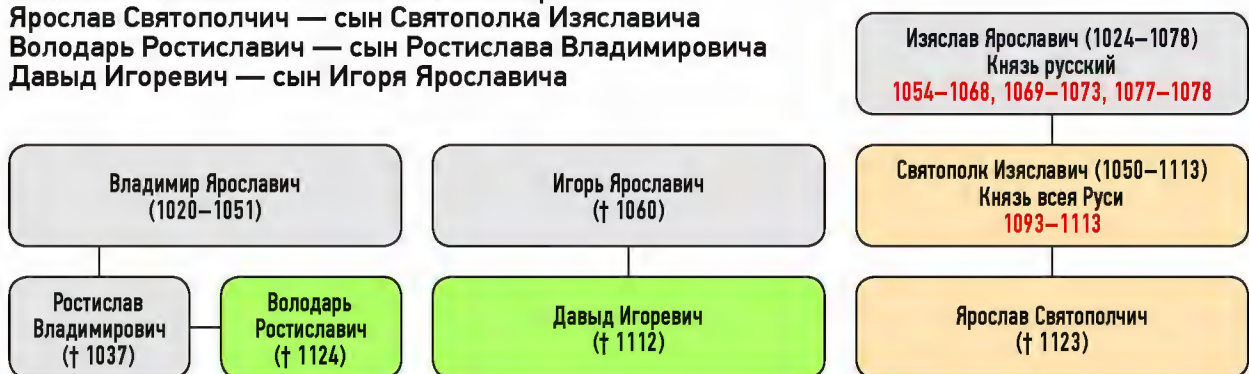 Ярослав Святополчич — сын Святополка Изяславича
Володарь Ростиславич — сын Ростислава Владимировича
Давыд Игоревич — сын Игоря Ярославича
Изяслав Ярославич (1024–1078)
Князь русский
1054–1068, 1069–1073, 1077–1078
Владимир Ярославич
(1020–1051)
Игорь Ярославич
(† 1060)
Святополк Изяславич (1050–1113)
Князь всея Руси
1093–1113
Ростислав
Владимирович
(† 1037)
Володарь
Ростиславич
(† 1124)
Давыд Игоревич
(† 1112)
Ярослав Святополчич
(† 1123)